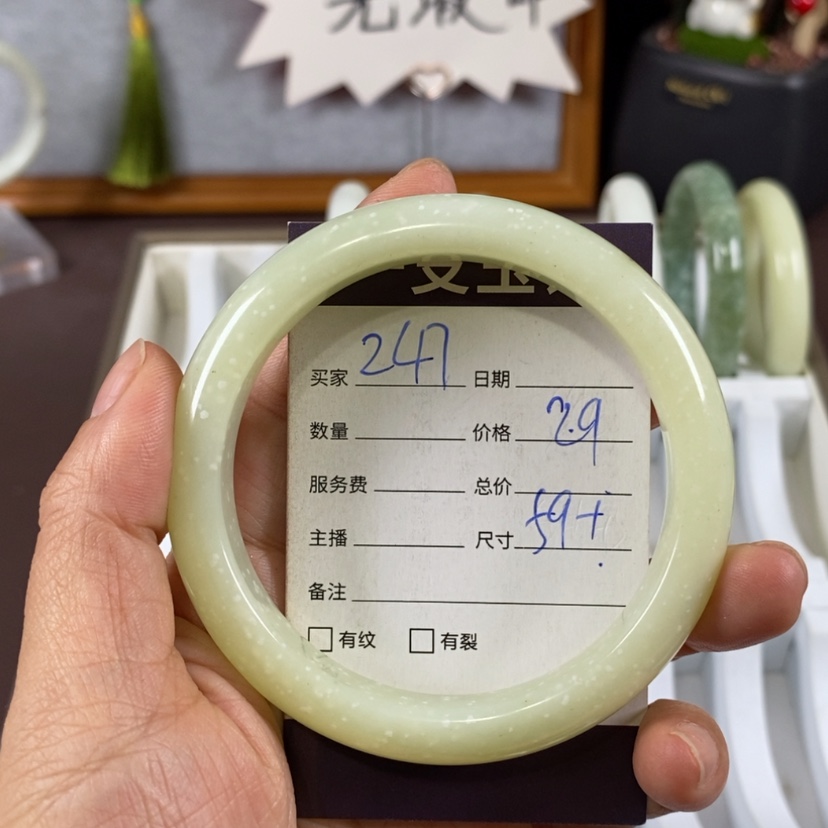 买家 247 日期
数量 价格 2.9
服务费 总价
主播 尺寸 59+
备注
□ 有纹 □ 有裂